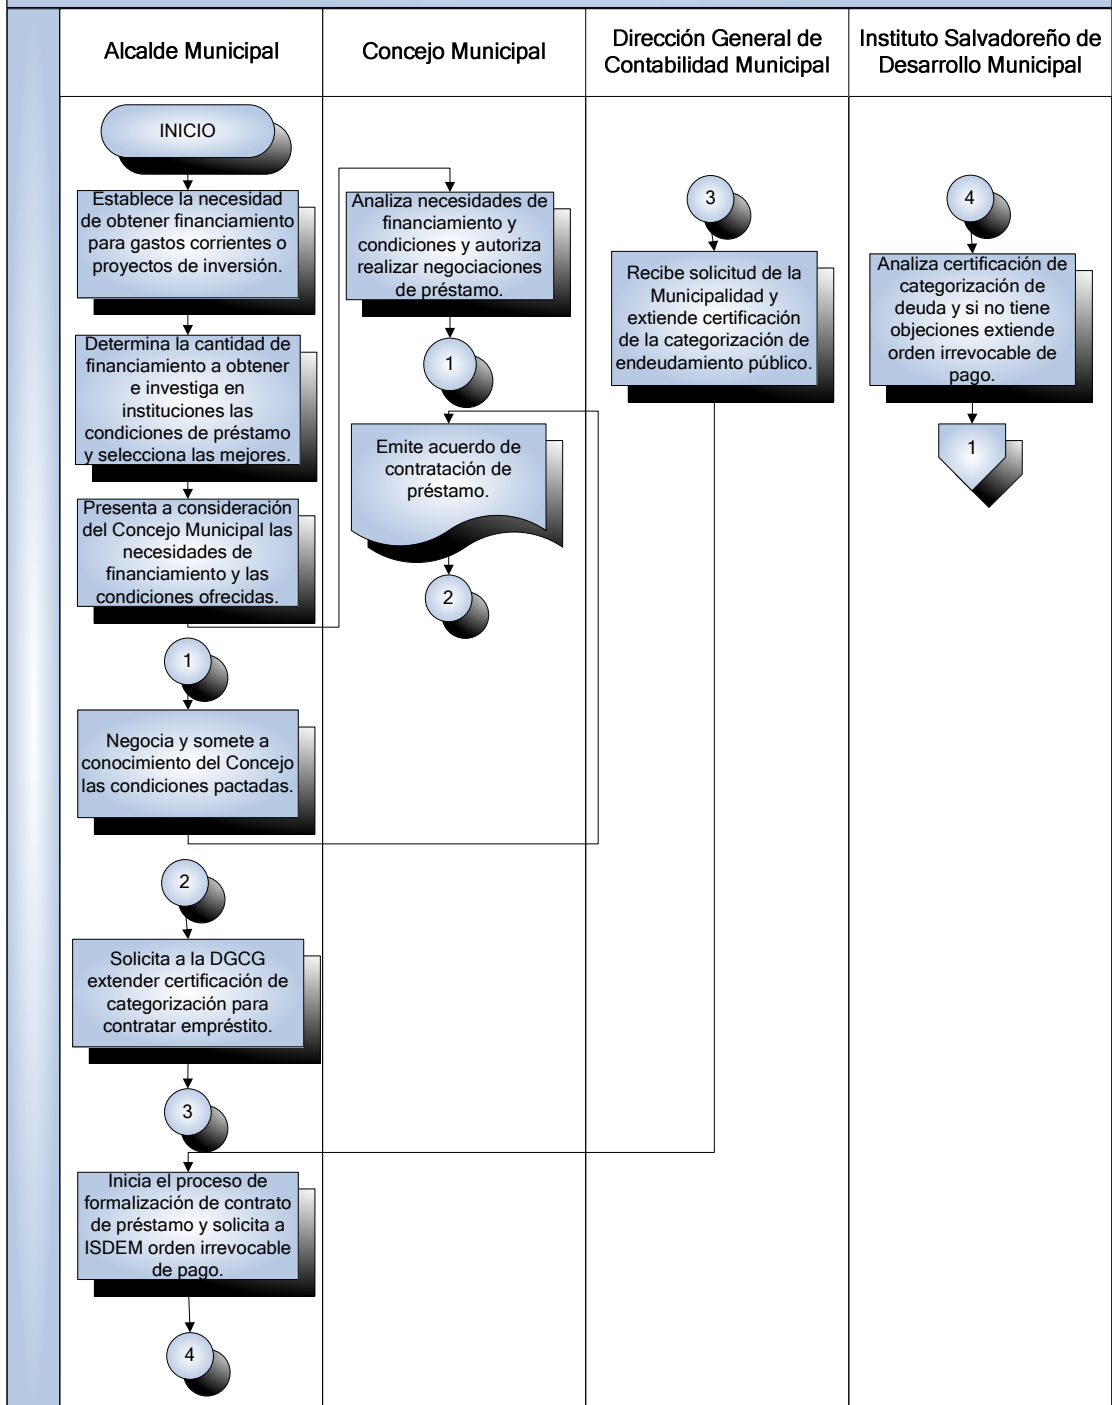 Alcalde Municipal
Concejo Municipal
Dirección General de
Contabilidad Municipal
Instituto Salvadoreño de
Desarrollo Municipal
INICIO
Establece la necesidad
de obtener financiamiento
para gastos corrientes o
proyectos de inversión.
Determina la cantidad de
financiamiento a obtener
e investiga en
instituciones las
condiciones de préstamo
y selecciona las mejores.
Presenta a consideración
del Concejo Municipal las
necesidades de
financiamiento y las
condiciones ofrecidas.
1
Negocia y somete a
conocimiento del Concejo
las condiciones pactadas.
2
Solicita a la DGCG
extender certificación de
categorización para
contratar empréstito.
3
Inicia el proceso de
formalización de contrato
de préstamo y solicita a
ISDEM orden irrevocable
de pago.
4
Analiza necesidades de
financiamiento y
condiciones y autoriza
realizar negociaciones
de préstamo.
1
Emite acuerdo de
contratación de
préstamo.
2
3
Recibe solicitud de la
Municipalidad y
extiende certificación
de la categorización de
endeudamiento público.
4
Analiza certificación de
categorización de
deuda y si no tiene
objeciones extiende
orden irrevocable de
pago.
1